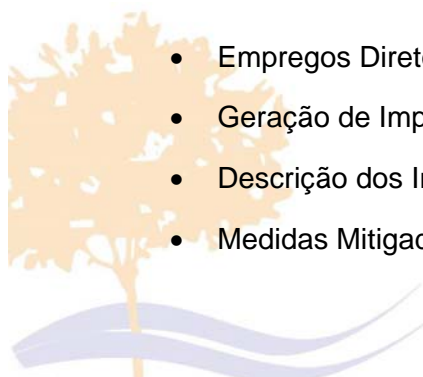 • Empregos
• Geração de
• Descrição dos
• Medidas